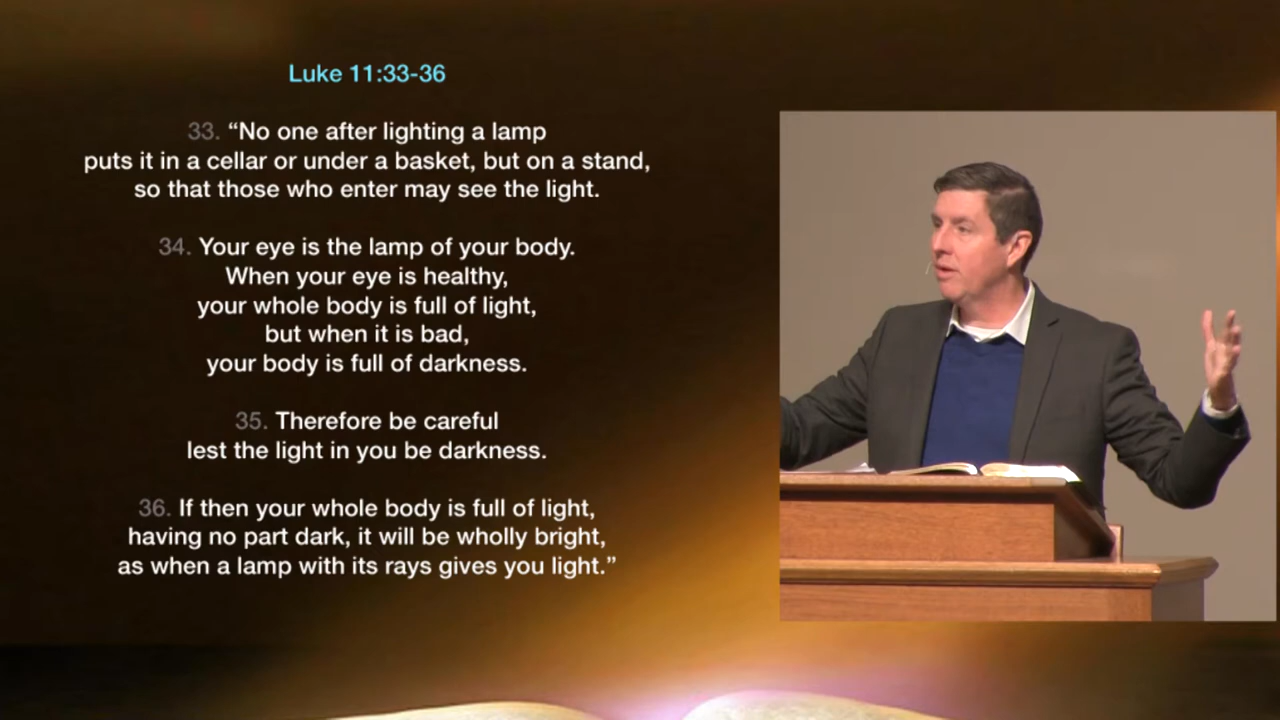 Luke 11:33-36
33. “No one after lighting a lamp
puts it in a cellar or under a basket, but on a stand,
so that those who enter may see the light.
34. Your eye is the lamp of your body.
When your eye is healthy,
your whole body is full of light,
but when it is bad,
your body is full of darkness.
35. Therefore be careful
lest the light in you be darkness.
36. If then your whole body is full of light,
having no part dark, it will be wholly bright,
as when a lamp with its rays gives you light.”